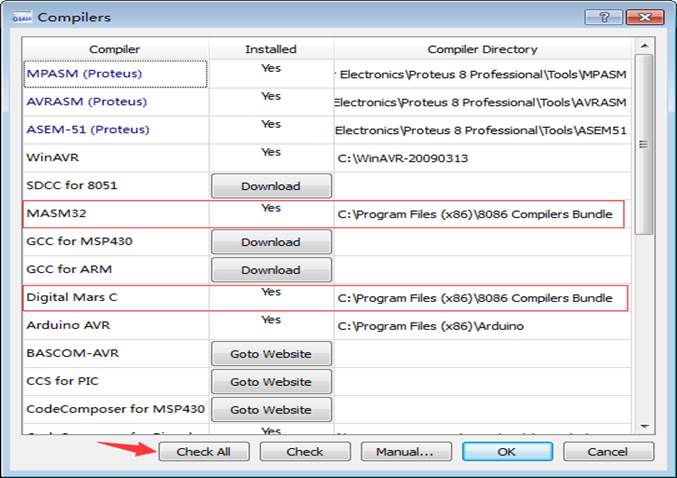 Compilers
Compiler Installed Compiler Directory
MPASM (Proteus) Yes Electronics\Proteus 8 Professional\Tools\MPASM
AVRASM (Proteus) Yes Electronics\Proteus 8 Professional\Tools\AVRASM
ASEM-51 (Proteus) Yes Electronics\Proteus 8 Professional\Tools\ASEM51
WinAVR Yes C:\WinAVR-20090313
SDCC for 8051 Download
MASM32 Yes C:\Program Files (x86)\8086 Compilers Bundle
GCC for MSP430 Download
GCC for ARM Download
Digital Mars C Yes C:\Program Files (x86)\8086 Compilers Bundle
Arduino AVR Yes C:\Program Files (x86)\Arduino
BASCOM-AVR Goto Website
CCS for PIC Goto Website
CodeComposer for MSP430 Goto Website
Yes
Check All Check Manual... OK Cancel